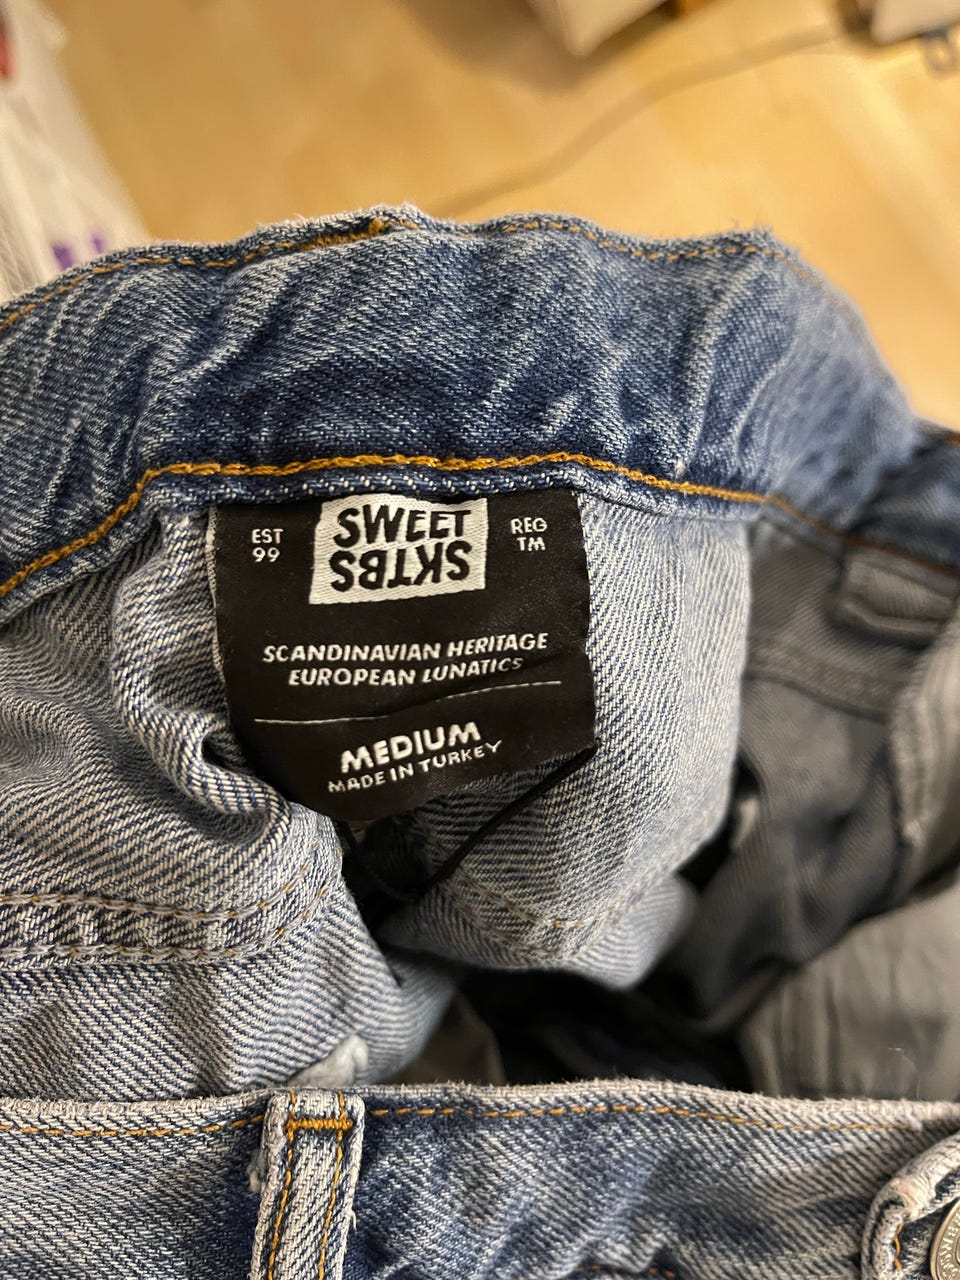 EST
99
SWEET
SKTBS
REG
TM
SCANDINAVIAN HERITAGE
EUROPEAN LUNATICS
MEDIUM
MADE IN TURKEY